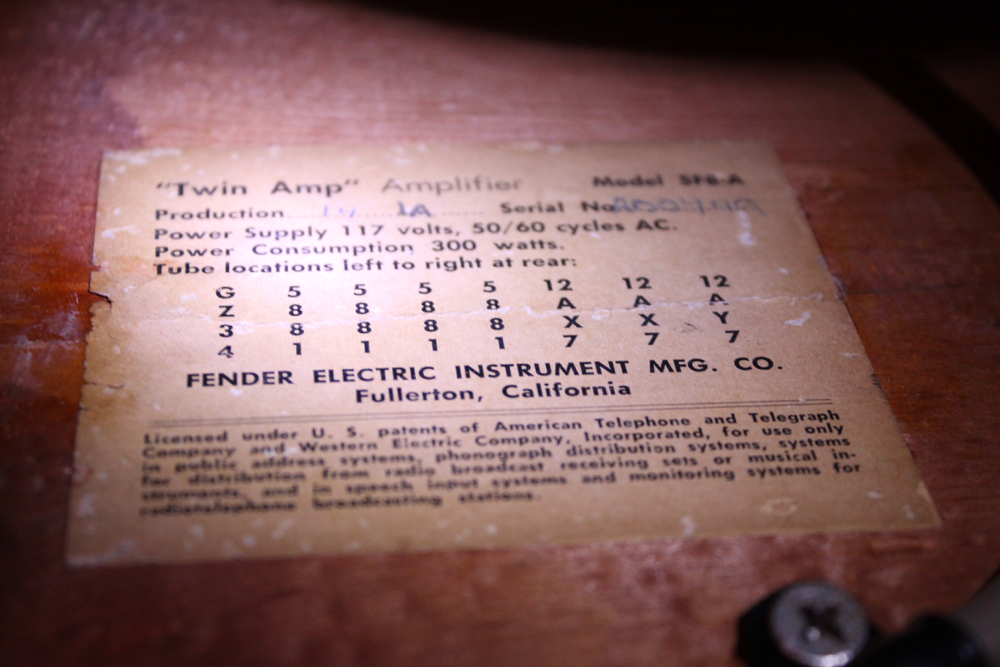 "Twin Amp" Amplifier Model 5F8-A
Production 1A Serial No.
Power Supply 117 volts, 50/60 cycles AC.
Power Consumption 300 watts.
Tube locations left to right at rear:
G 5 5 5 5 12 12 12
Z 8 8 8 8 A A A
3 8 8 8 8 X X Y
4 1 1 1 1 7 7 7
FENDER ELECTRIC INSTRUMENT MFG. CO.
Fullerton, California
Licensed under U. S. patents of American Telephone and Telegraph
Company and Western Electric Company, Incorporated, for use only
in public address systems, phonograph distribution systems, systems
for distribution from radio broadcast receiving sets or musical in-
struments, and in speech input systems and monitoring systems for
radiotelephone broadcasting stations.